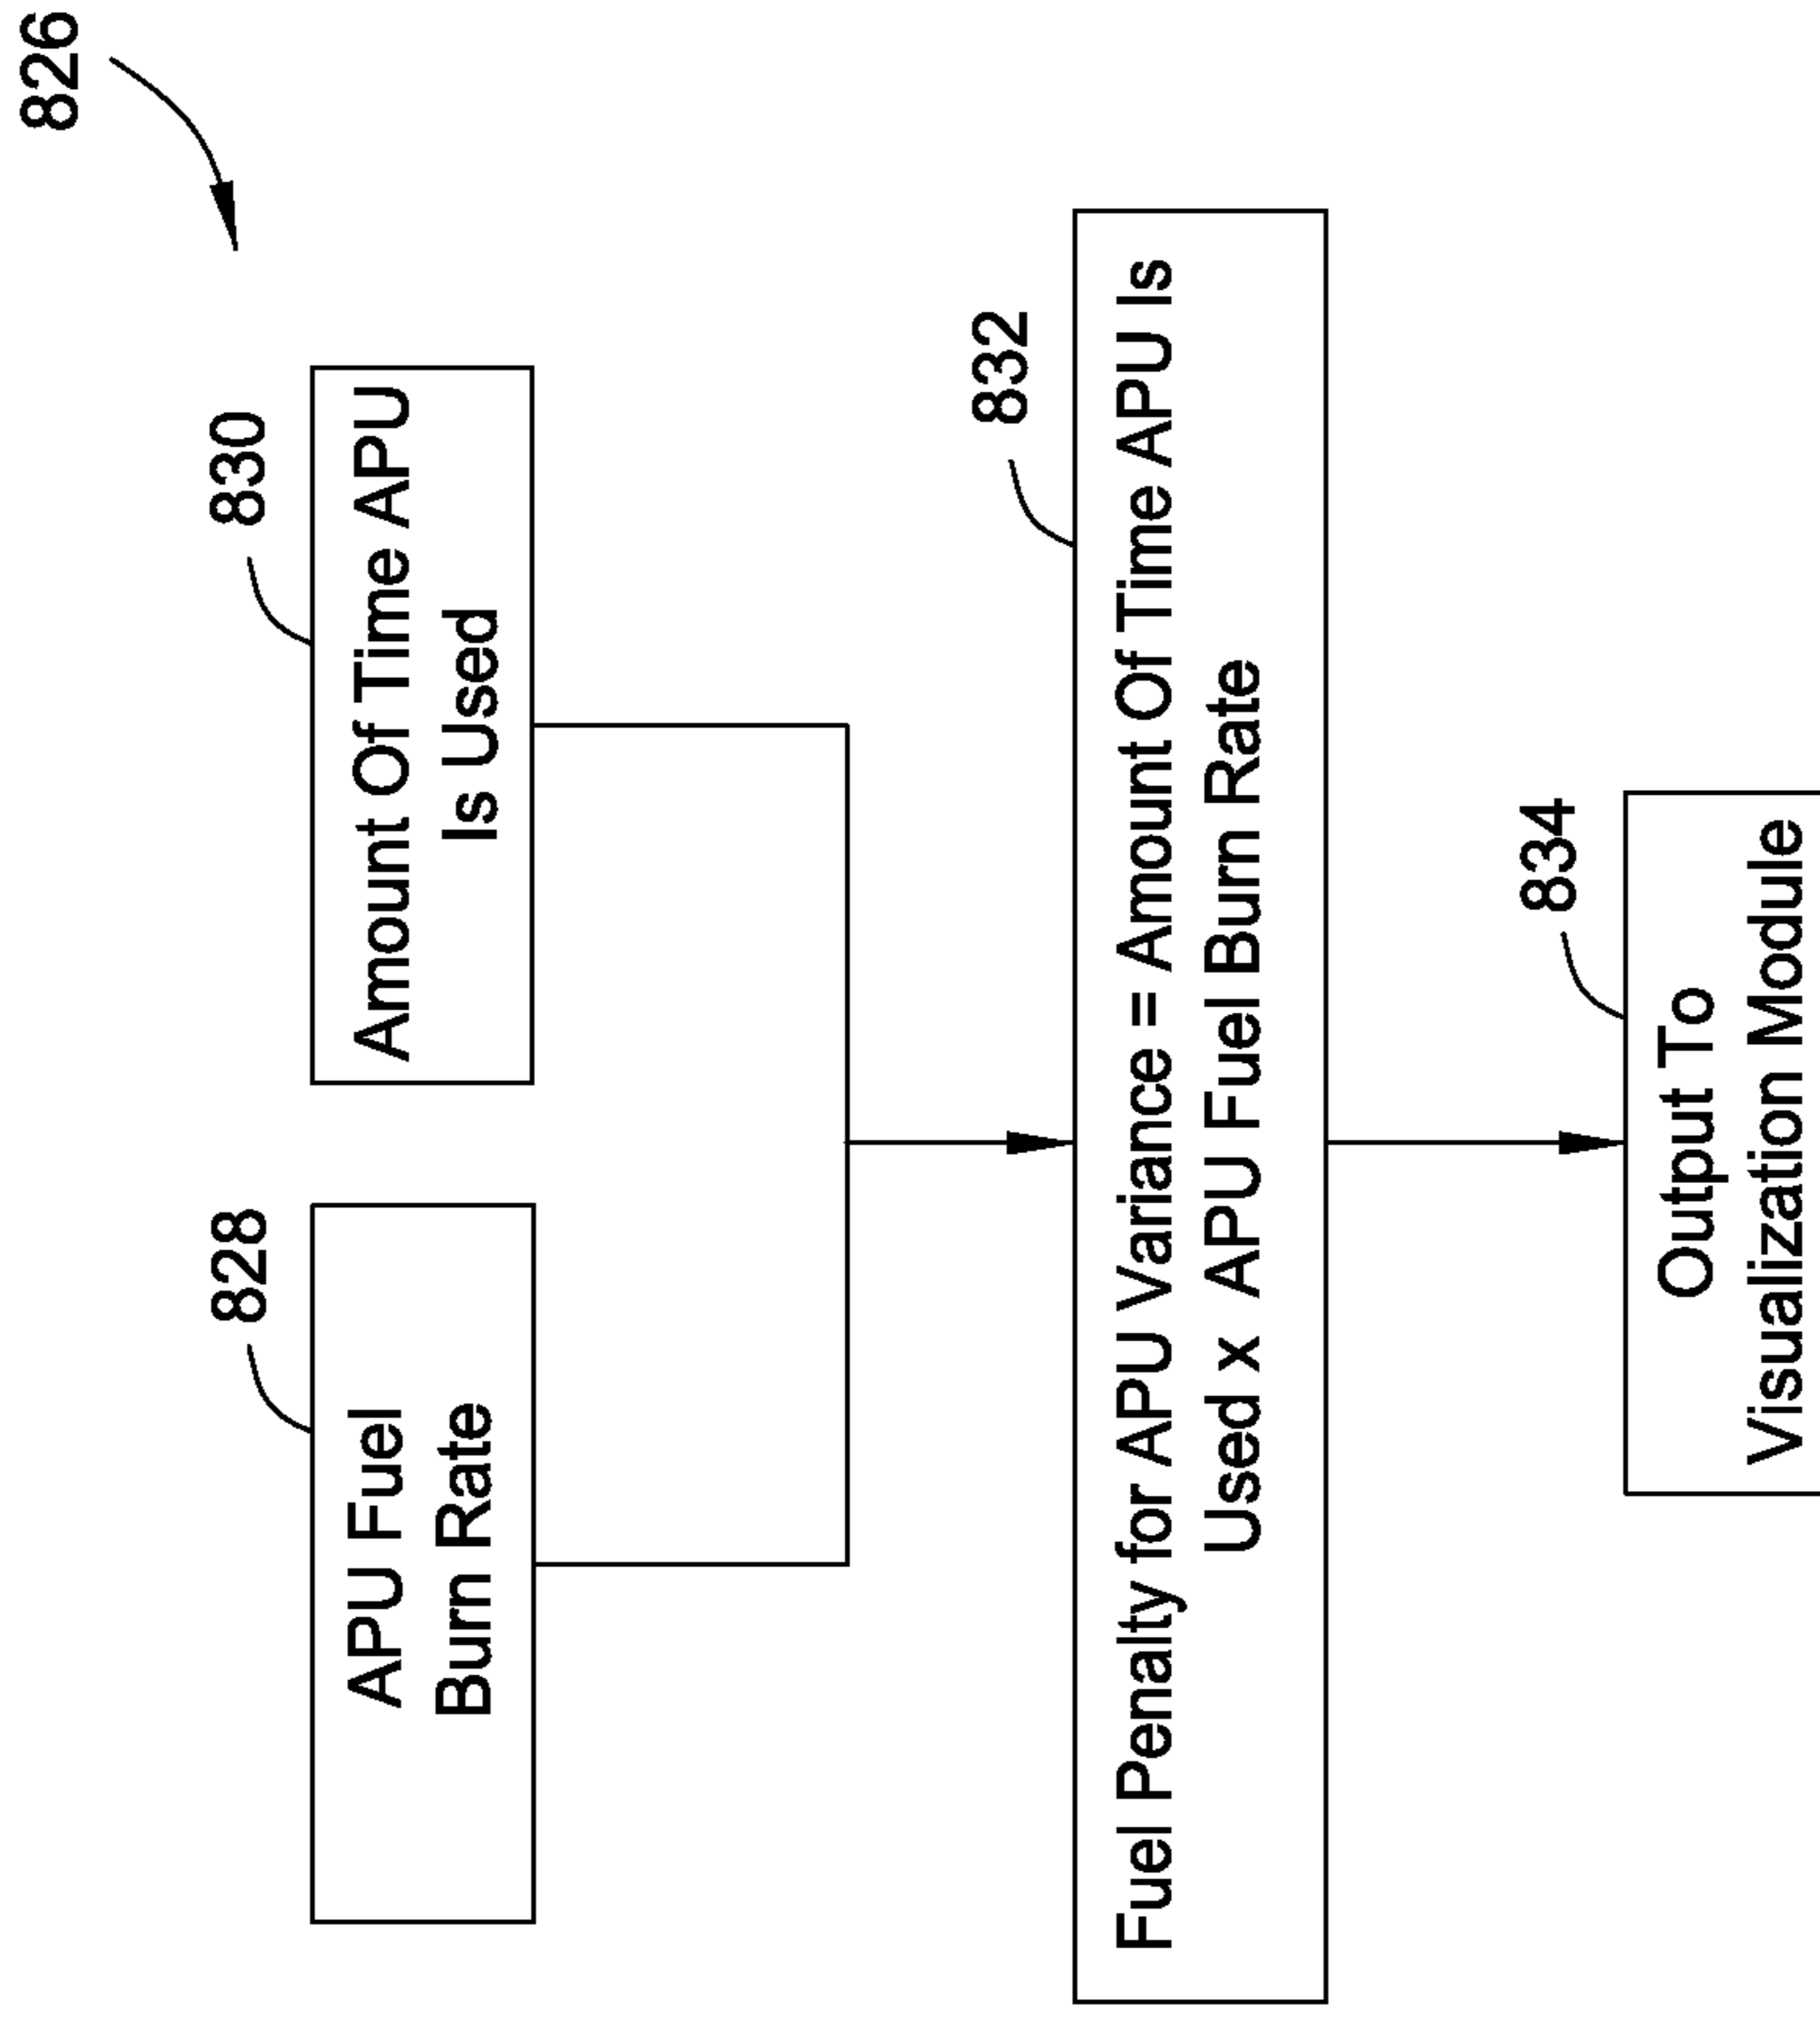 826
828
APU Fuel
Burn Rate
830
Amount Of Time APU
Is Used
832
Fuel Penalty for APU Variance = Amount Of Time APU Is
Used x APU Fuel Burn Rate
834
Output To
Visualization Module